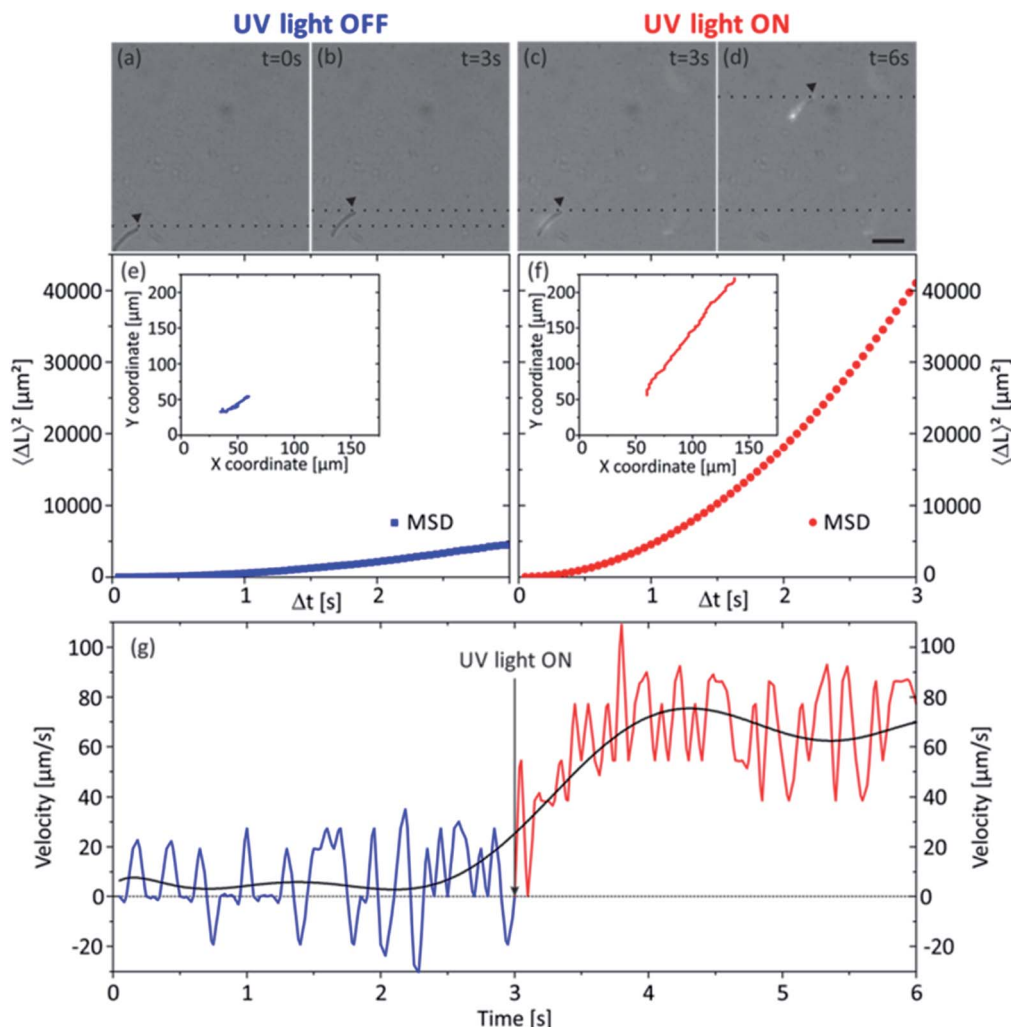 UV light OFF
UV light ON
(a) t=0s
(b) t=3s
(c) t=3s
(d) t=6s
(e)
(f)
40000
30000
20000
10000
0
⟨ΔL⟩² [µm²]
200
150
100
50
0
Y coordinate [µm]
0 50 100 150
X coordinate [µm]
MSD
0 1 2
Δt [s]
200
150
100
50
0
Y coordinate [µm]
0 50 100 150
X coordinate [µm]
MSD
0 1 2 3
Δt [s]
40000
30000
20000
10000
0
⟨ΔL⟩² [µm²]
(g)
UV light ON
100
80
60
40
20
0
-20
Velocity [µm/s]
100
80
60
40
20
0
-20
Velocity [µm/s]
0 1 2 3 4 5 6
Time [s]